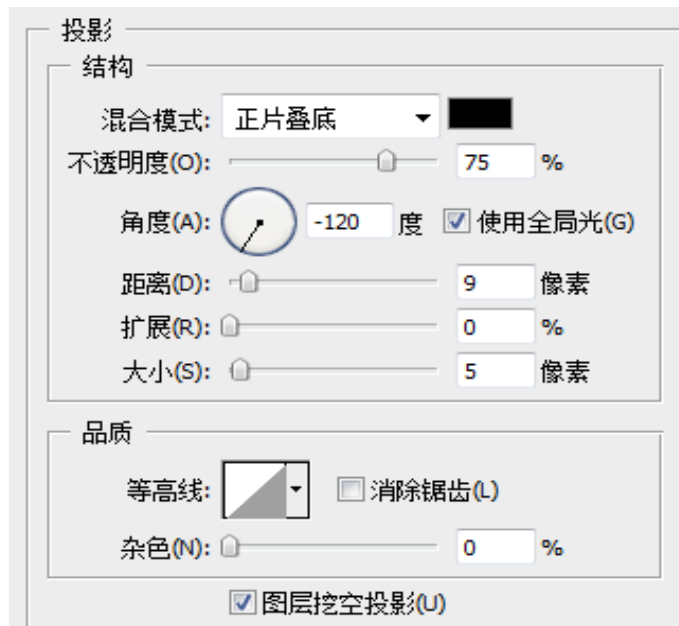 投影
结构
混合模式: 正片叠底
不透明度(O): 75 %
角度(A): -120 度 使用全局光(G)
距离(D): 9 像素
扩展(R): 0 %
大小(S): 5 像素
品质
等高线: 消除锯齿(L)
杂色(N): 0 %
图层挖空投影(U)